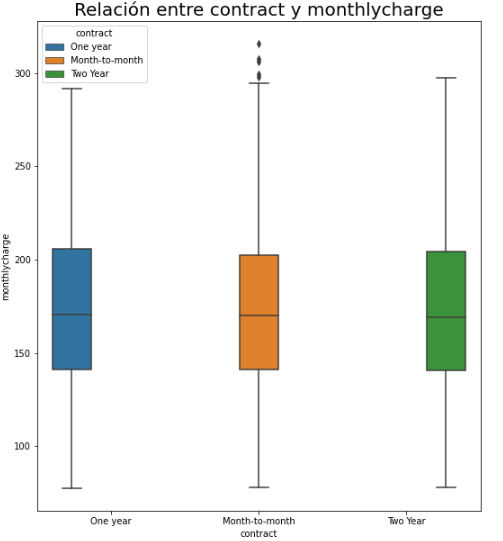 Relación entre contract y monthlycharge
contract
One year
Month-to-month
Two Year
300
250
200
150
100
monthlycharge
One year Month-to-month Two Year
contract